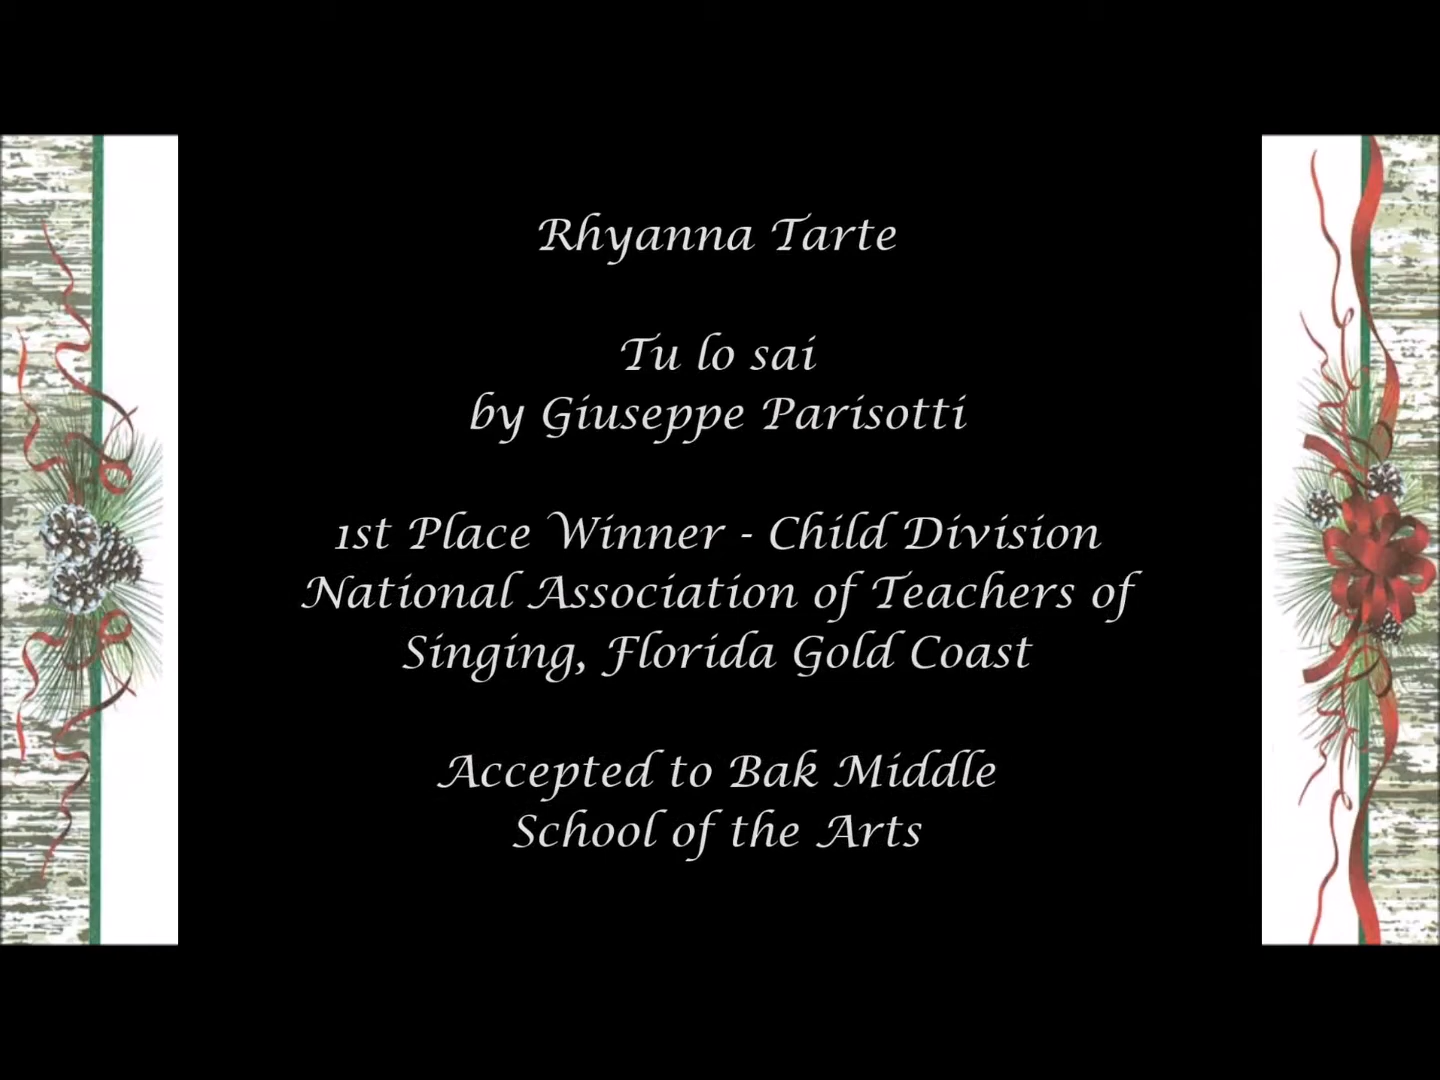 Rhyanna Tarte
Tu lo sai
by Giuseppe Parisotti
1st Place Winner - Child Division
National Association of Teachers of
Singing, Florida Gold Coast
Accepted to Bak Middle
School of the Arts